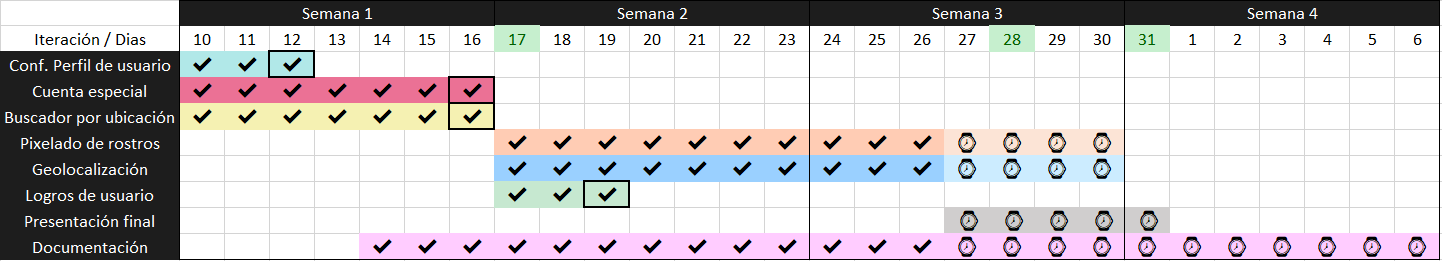 Semana 1 Semana 2 Semana 3 Semana 4
Iteración / Dias 10 11 12 13 14 15 16 17 18 19 20 21 22 23 24 25 26 27 28 29 30 31 1 2 3 4 5 6
Conf. Perfil de usuario
Cuenta especial
Buscador por ubicación
Pixelado de rostros
Geolocalización
Logros de usuario
Presentación final
Documentación